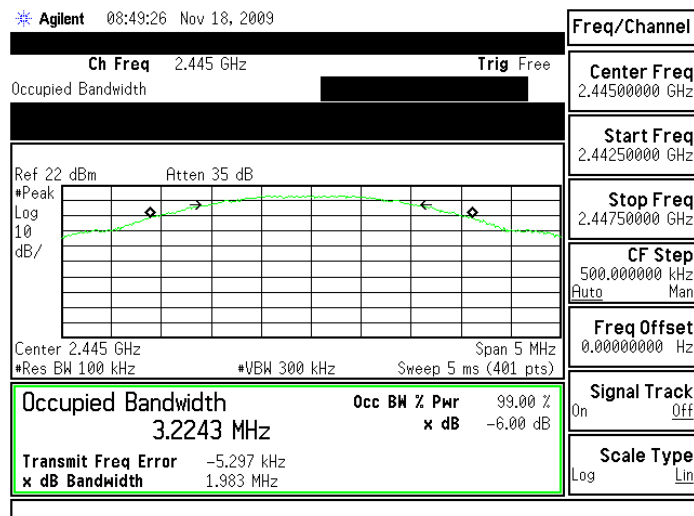 Agilent 08:49:26 Nov 18, 2009
Ch Freq 2.445 GHz Trig Free
Occupied Bandwidth
Ref 22 dBm Atten 35 dB
#Peak
Log
10
dB/
Center 2.445 GHz Span 5 MHz
#Res BW 100 kHz #VBW 300 kHz Sweep 5 ms (401 pts)
Occupied Bandwidth Occ BW % Pwr 99.00 %
3.2243 MHz x dB -6.00 dB
Transmit Freq Error -5.297 kHz
x dB Bandwidth 1.983 MHz
Freq/Channel
Center Freq
2.44500000 GHz
Start Freq
2.44250000 GHz
Stop Freq
2.44750000 GHz
CF Step
500.000000 kHz
Auto Man
Freq Offset
0.00000000 Hz
Signal Track
On Off
Scale Type
Log Lin